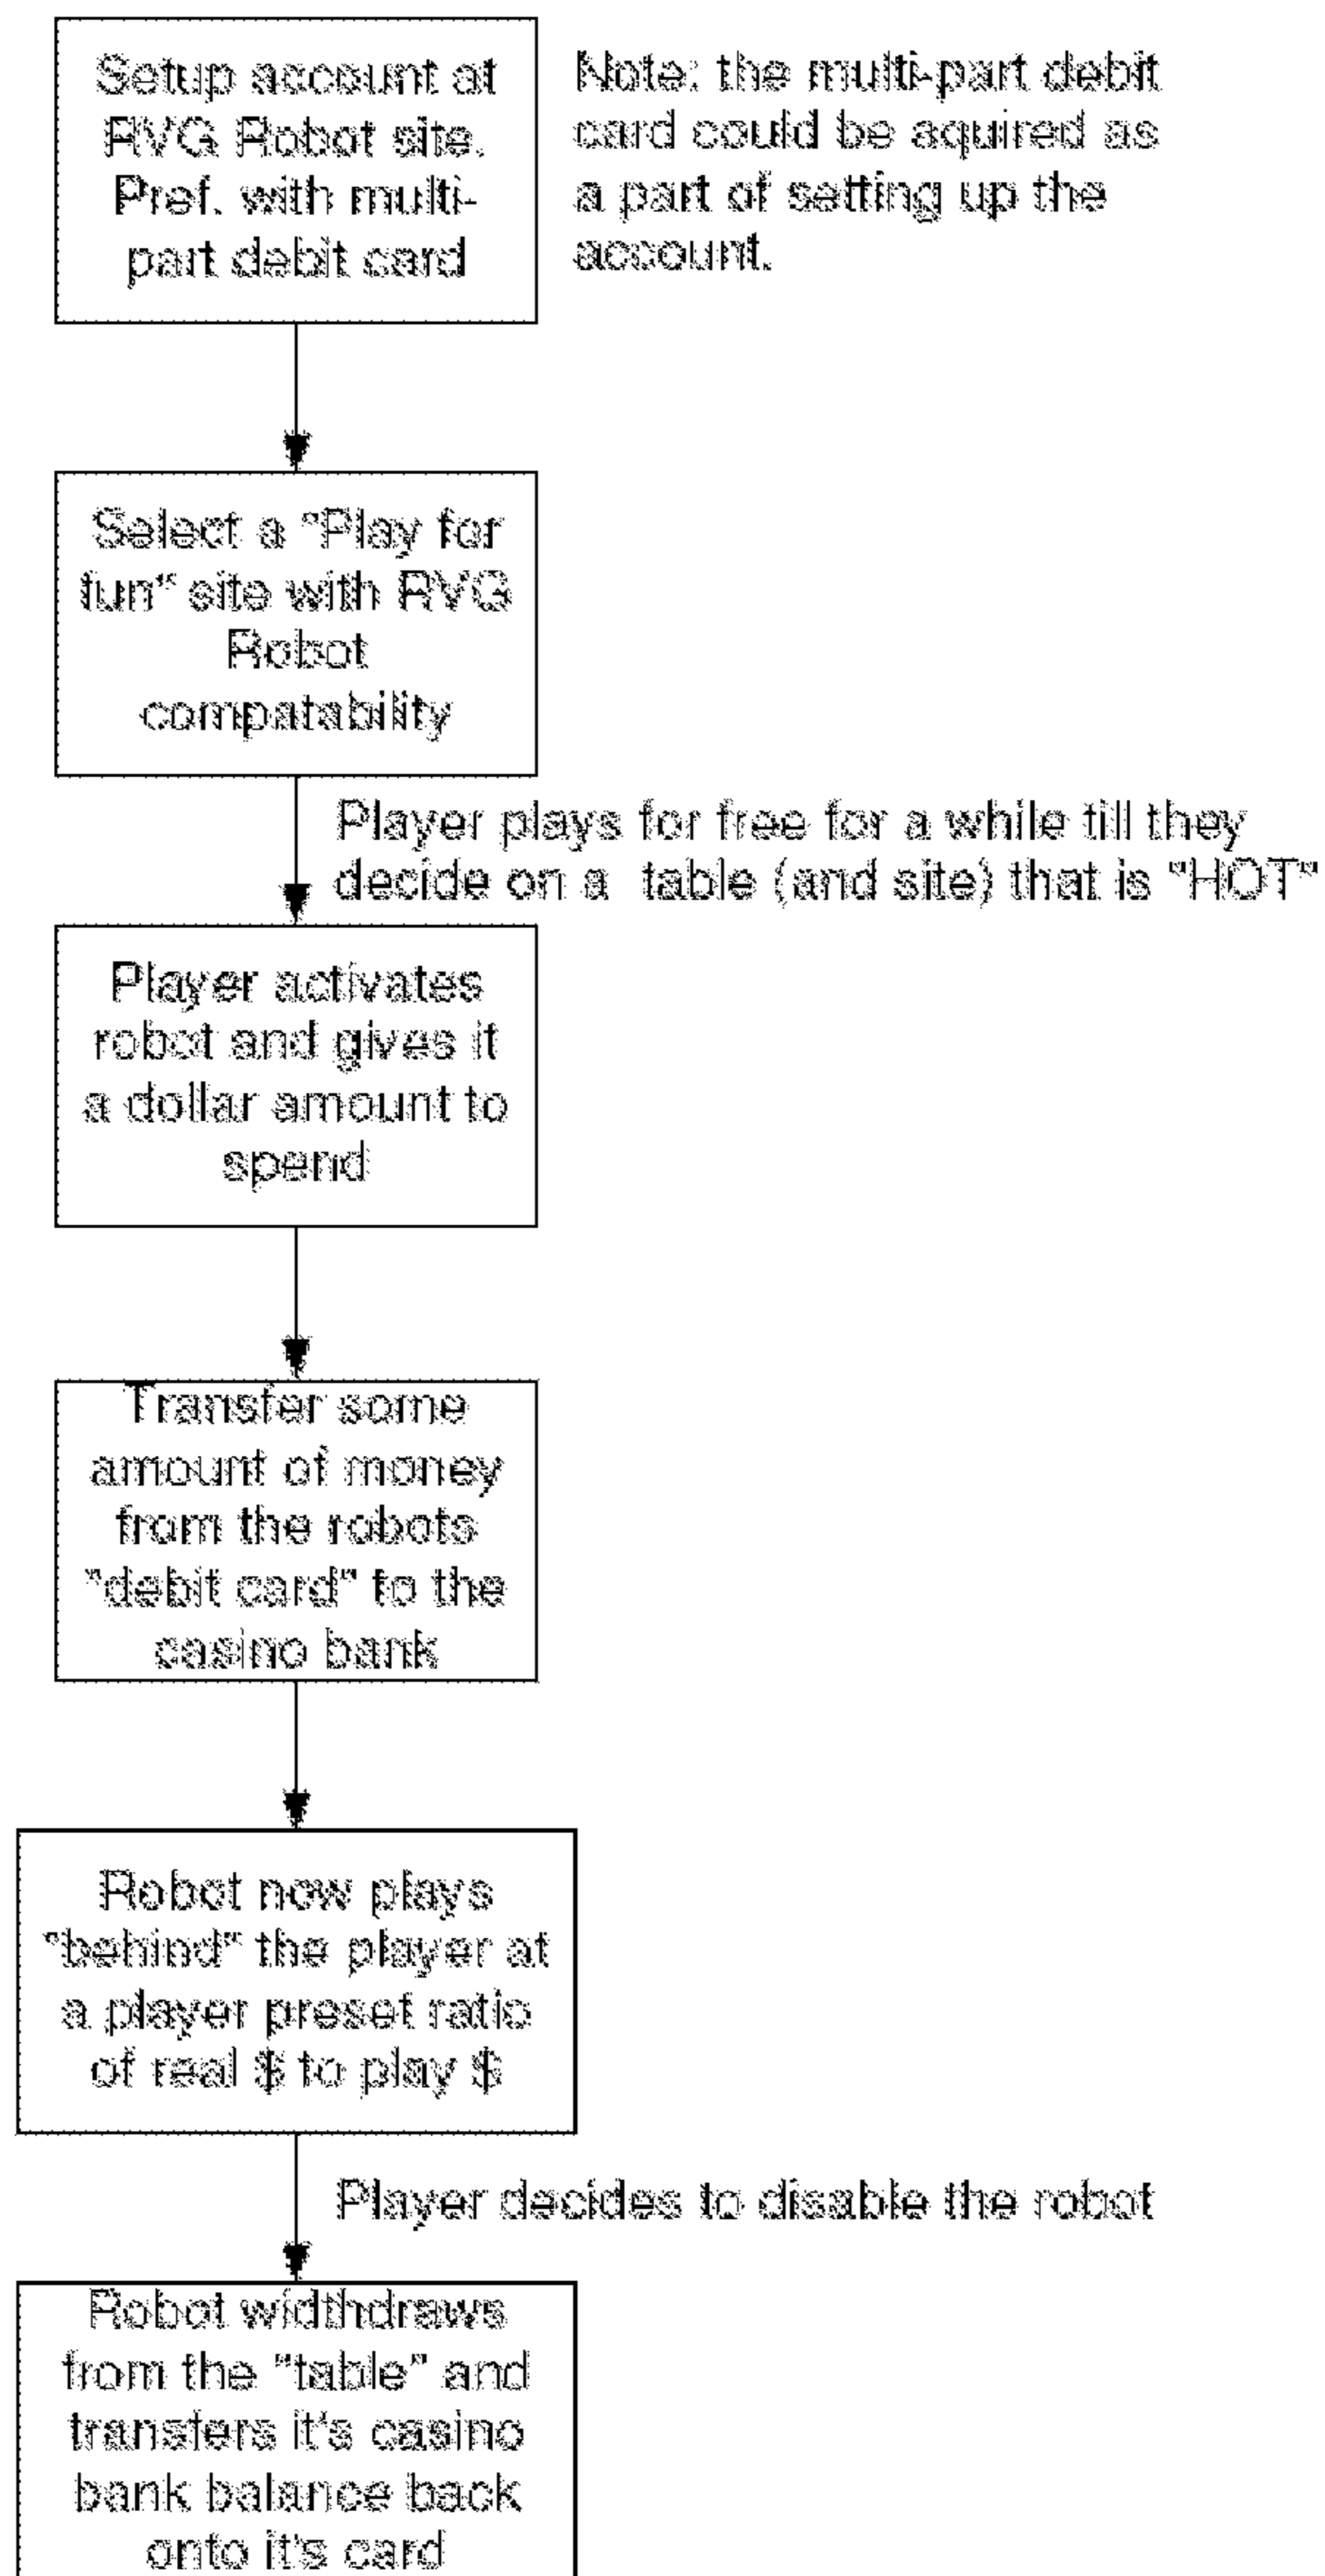 Setup account at
RVG Robot site.
Pref. with multi-
part debit card
Note: the multi-part debit
card could be aquired as
a part of setting up the
account.
Select a "Play for
fun" site with RVG
Robot
compatability
Player plays for free for a while till they
decide on a table (and site) that is "HOT"
Player activates
robot and gives it
a dollar amount to
spend
Transfer some
amount of money
from the robots
"debit card" to the
casino bank
Robot now plays
"behind" the player at
a player preset ratio
of real $ to play $
Player decides to disable the robot
Robot widthdraws
from the "table" and
transfers it's casino
bank balance back
onto it's card